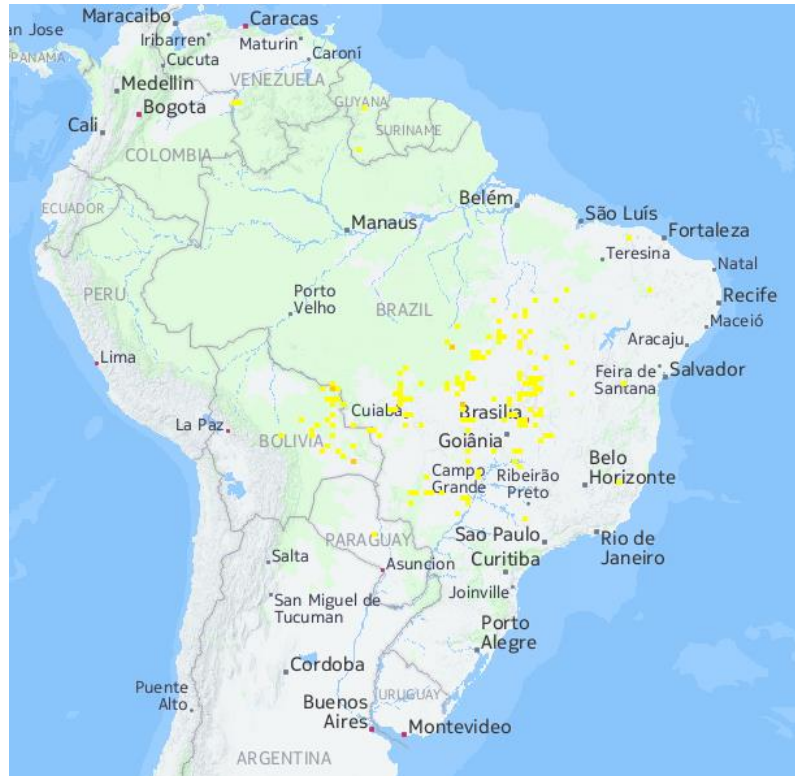 Maracaibo
Caracas
an Jose
Iribarren
Maturin
Caroní
PANAMA
Cucuta
VENEZUELA
Medellin
Bogota
GUYANA
Cali
SURINAME
COLOMBIA
Belém
ECUADOR
São Luís
Manaus
Fortaleza
Teresina
Natal
PERU
Porto
Velho
BRAZIL
Recife
Maceió
Aracaju
Lima
Feira de
Santana
Salvador
Cuiaba
Brasilia
La Paz
BOLIVIA
Goiânia
Belo
Horizonte
Campo
Grande
Ribeirão
Preto
PARAGUAY
Sao Paulo
Rio de
Janeiro
Salta
Asuncion
Curitiba
San Miguel de
Tucuman
Joinville
Porto
Alegre
Cordoba
Puente
Alto
URUGUAY
Buenos
Aires
Montevideo
ARGENTINA